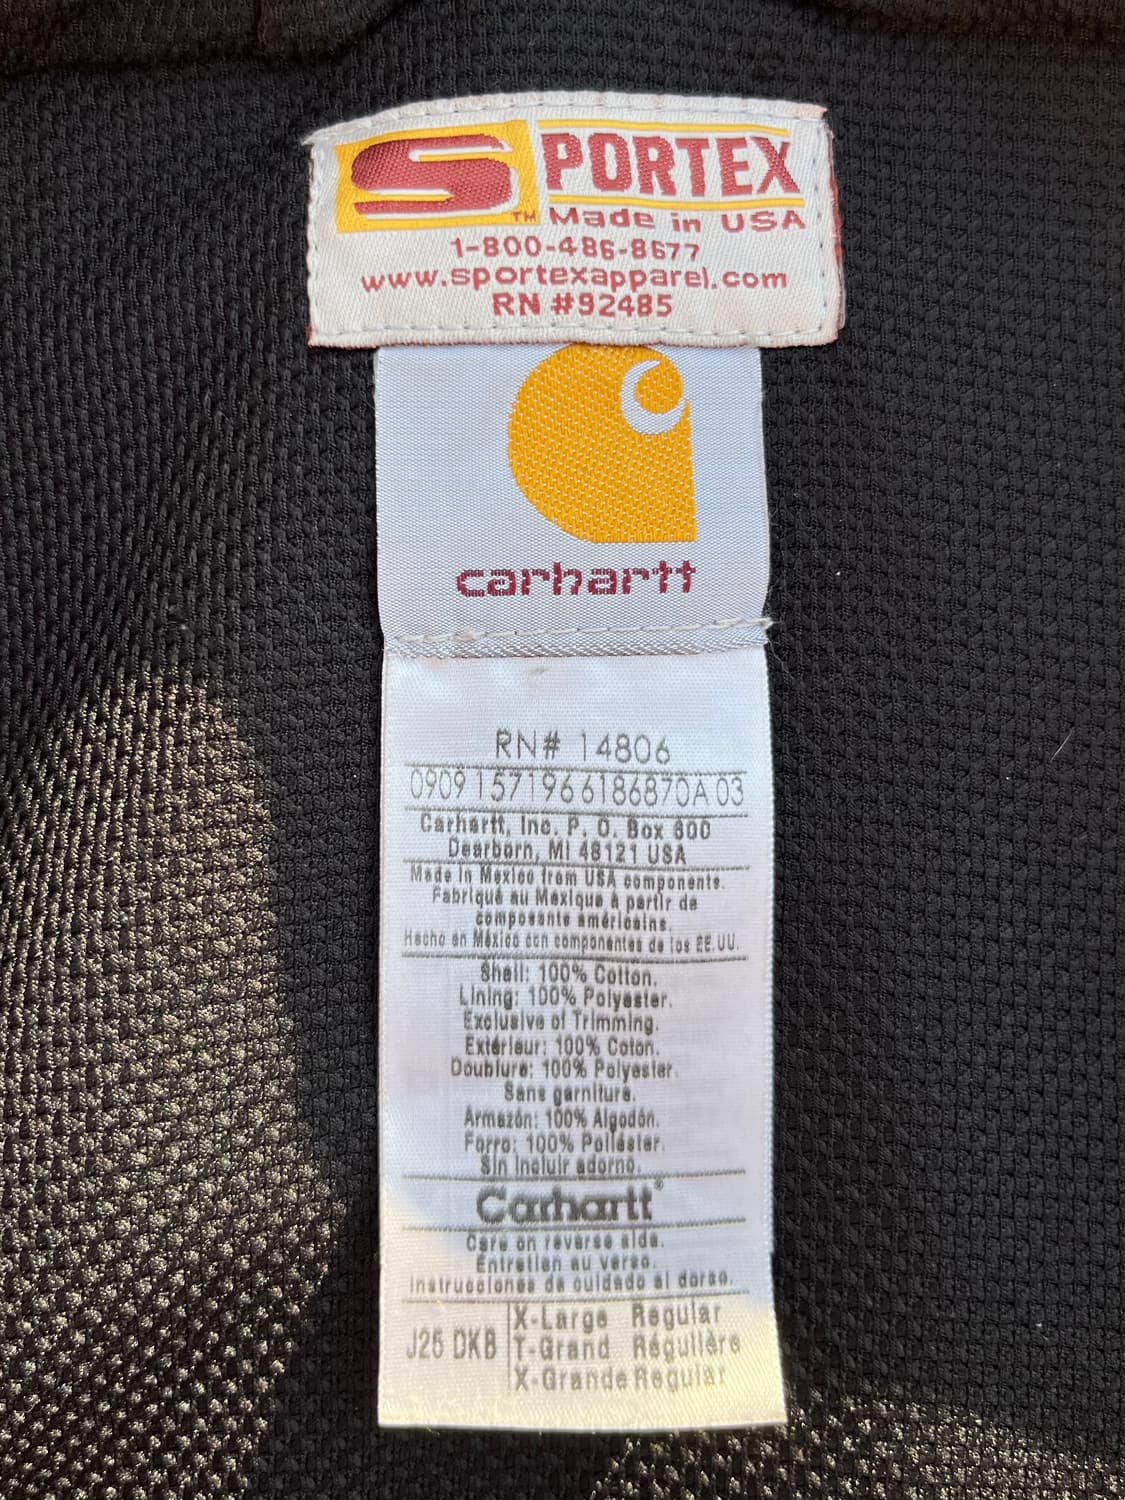 SPORTEX
TM Made in USA
1-800-486-8677
www.sportexapparel.com
RN #92485
carhartt
RN# 14806
0909 1571966186870A 03
Carhartt, Inc. P. O. Box 600
Dearborn, MI 48121 USA
Made in Mexico from USA components.
Fabriqué au Mexique à partir de
composante américains.
Hecho en México con componentes de los EE.UU.
Shell: 100% Cotton.
Lining: 100% Polyester.
Exclusive of Trimming.
Extérieur: 100% Coton.
Doublure: 100% Polyester.
Sans garniture.
Armazón: 100% Algodón.
Forro: 100% Poliéster.
Sin incluir adorno.
Carhartt®
Care on reverse side.
Entretien au verso.
Instrucciones de cuidado al dorso.
J25 DKB X-Large Regular
T-Grand Régulière
X-Grande Regular